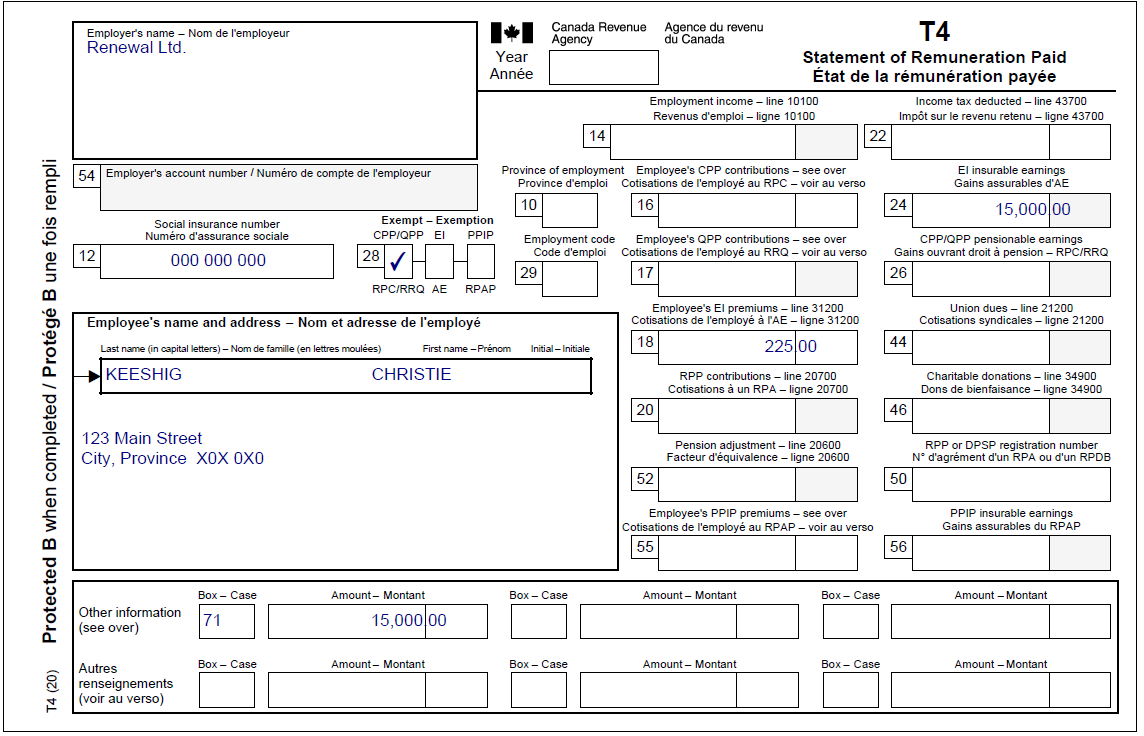 Employer's name – Nom de l'employeur
Renewal Ltd.
Canada Revenue Agency
Agence du revenu du Canada
Year
Année
T4
Statement of Remuneration Paid
État de la rémunération payée
Employment income – line 10100
Revenus d'emploi – ligne 10100
14
Income tax deducted – line 43700
Impôt sur le revenu retenu – ligne 43700
22
54
Employer's account number / Numéro de compte de l'employeur
Province of employment
Province d'emploi
10
Employee's CPP contributions – see over
Cotisations de l'employé au RPC – voir au verso
16
EI insurable earnings
Gains assurables d'AE
24
15,000.00
Social insurance number
Numéro d'assurance sociale
12
000 000 000
Exempt – Exemption
CPP/QPP EI PPIP
28 ✓
RPC/RRQ AE RPAP
Employment code
Code d'emploi
29
Employee's QPP contributions – see over
Cotisations de l'employé au RRQ – voir au verso
17
CPP/QPP pensionable earnings
Gains ouvrant droit à pension – RPC/RRQ
26
Employee's name and address – Nom et adresse de l'employé
Last name (in capital letters) – Nom de famille (en lettres moulées) First name – Prénom Initial – Initiale
KEESHIG CHRISTIE
123 Main Street
City, Province X0X 0X0
Employee's EI premiums – line 31200
Cotisations de l'employé à l'AE – ligne 31200
18
225.00
Union dues – line 21200
Cotisations syndicales – ligne 21200
44
RPP contributions – line 20700
Cotisations à un RPA – ligne 20700
20
Charitable donations – line 34900
Dons de bienfaisance – ligne 34900
46
Pension adjustment – line 20600
Facteur d'équivalence – ligne 20600
52
RPP or DPSP registration number
N° d'agrément d'un RPA ou d'un RPDB
50
Employee's PPIP premiums – see over
Cotisations de l'employé au RPAP – voir au verso
55
PPIP insurable earnings
Gains assurables du RPAP
56
Other information
(see over)
Box – Case Amount – Montant Box – Case Amount – Montant Box – Case Amount – Montant
71 15,000.00
Autres
renseignements
(voir au verso)
Box – Case Amount – Montant Box – Case Amount – Montant Box – Case Amount – Montant
Protected B when completed / Protégé B une fois rempli
T4 (20)